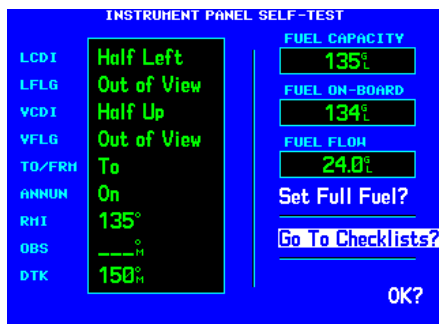 INSTRUMENT PANEL SELF-TEST
LCDI Half Left
LFLG Out of View
VCDI Half Up
VFLG Out of View
TO/FRM To
ANNUN On
RMI 135°
OBS ___°M
DTK 150°M
FUEL CAPACITY
135GL
FUEL ON-BOARD
134GL
FUEL FLOW
24.0GL
Set Full Fuel?
Go To Checklists?
OK?